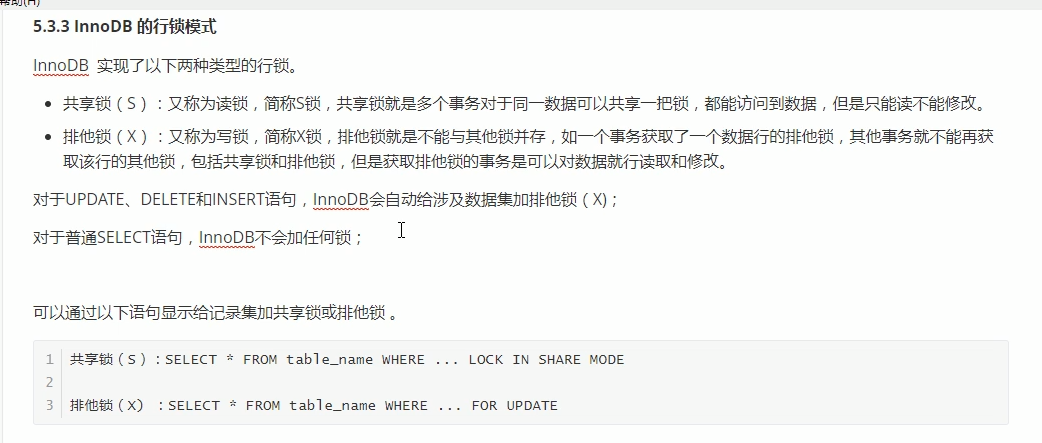 帮助(H)
5.3.3 InnoDB 的行锁模式
InnoDB 实现了以下两种类型的行锁。
共享锁（S）：又称为读锁，简称S锁，共享锁就是多个事务对于同一数据可以共享一把锁，都能访问到数据，但是只能读不能修改。
排他锁（X）：又称为写锁，简称X锁，排他锁就是不能与其他锁并存，如一个事务获取了一个数据行的排他锁，其他事务就不能再获
取该行的其他锁，包括共享锁和排他锁，但是获取排他锁的事务是可以对数据就行读取和修改。
对于UPDATE、DELETE和INSERT语句，InnoDB会自动给涉及数据集加排他锁（X)；
对于普通SELECT语句，InnoDB不会加任何锁；
可以通过以下语句显示给记录集加共享锁或排他锁 。
1 共享锁（S）：SELECT * FROM table_name WHERE ... LOCK IN SHARE MODE
2
3 排他锁（X) ：SELECT * FROM table_name WHERE ... FOR UPDATE